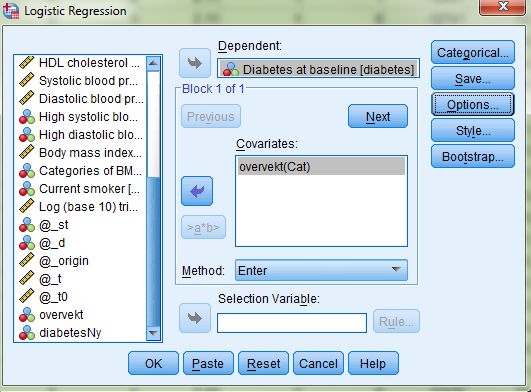 Logistic Regression
HDL cholesterol ...
Systolic blood pr...
Diastolic blood pr...
High systolic blo...
High diastolic blo...
Body mass index...
Categories of BM...
Current smoker [...
Log (base 10) tri...
@_st
@_d
@_origin
@_t
@_t0
overvekt
diabetesNy
Dependent:
Diabetes at baseline [diabetes]
Block 1 of 1
Previous
Next
Covariates:
overvekt(Cat)
>a*b>
Method:
Enter
Selection Variable:
Rule...
Categorical...
Save...
Options...
Style...
Bootstrap...
OK
Paste
Reset
Cancel
Help